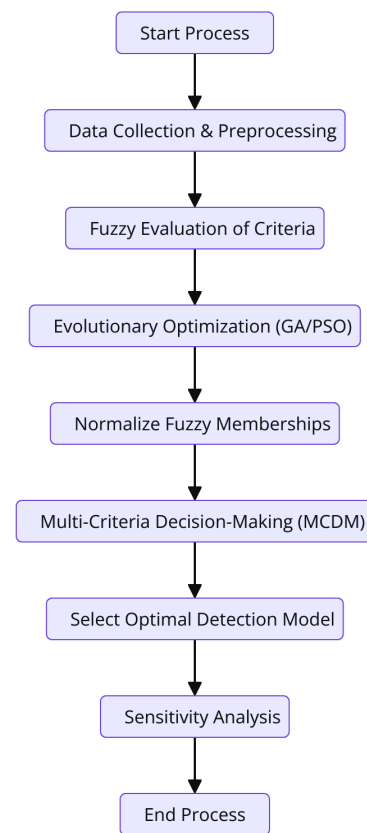 Start Process
Data Collection & Preprocessing
Fuzzy Evaluation of Criteria
Evolutionary Optimization (GA/PSO)
Normalize Fuzzy Memberships
Multi-Criteria Decision-Making (MCDM)
Select Optimal Detection Model
Sensitivity Analysis
End Process